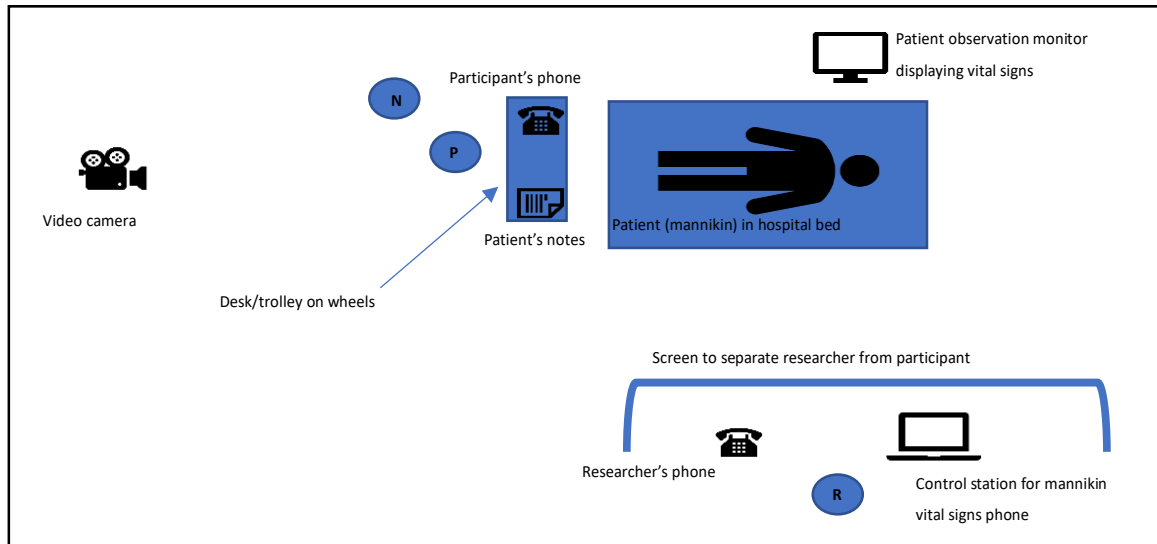 Patient observation monitor
displaying vital signs
Participant's phone
N
P
Video camera
Patient's notes
Patient (mannikin) in hospital bed
Desk/trolley on wheels
Screen to separate researcher from participant
Researcher's phone
R
Control station for mannikin
vital signs phone